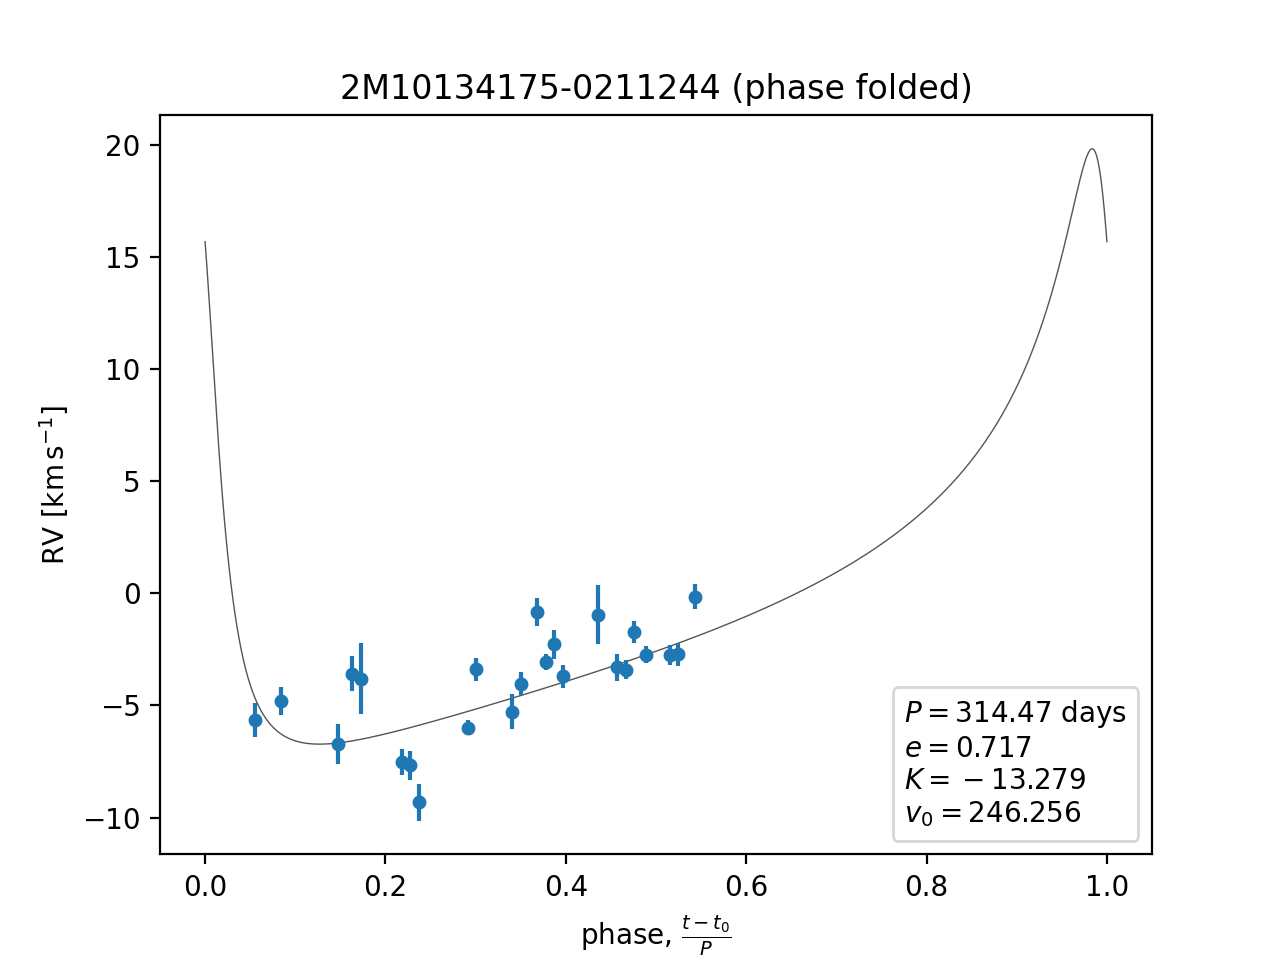 2M10134175-0211244 (phase folded)
20
15
10
5
0
−5
−10
RV [km s⁻¹]
P = 314.47 days
e = 0.717
K = −13.279
v₀ = 246.256
0.0 0.2 0.4 0.6 0.8 1.0
phase, (t − t₀)/P